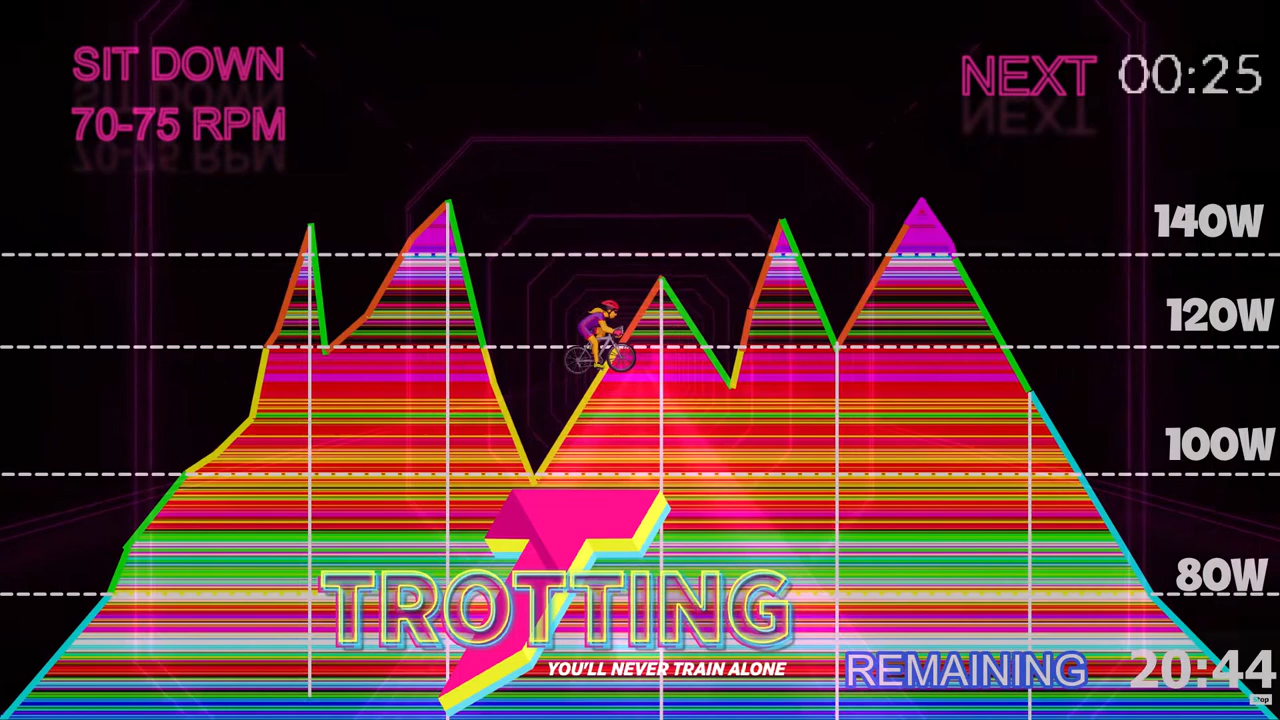 SIT DOWN
70-75 RPM
NEXT 00:25
140W
120W
100W
80W
TROTTING
YOU'LL NEVER TRAIN ALONE
REMAINING 20:44
Stop